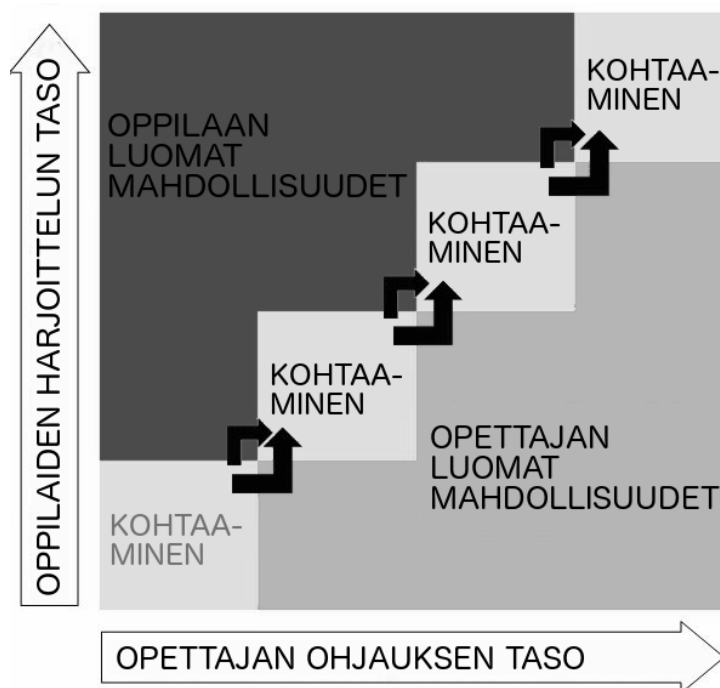 OPPILAIDEN HARJOITTELUN TASO
KOHTAA-
MINEN
OPPILAAN
LUOMAT
MAHDOLLISUUDET
KOHTAA-
MINEN
KOHTAA-
MINEN
OPETTAJAN
LUOMAT
MAHDOLLISUUDET
KOHTAA-
MINEN
OPETTAJAN OHJAUKSEN TASO